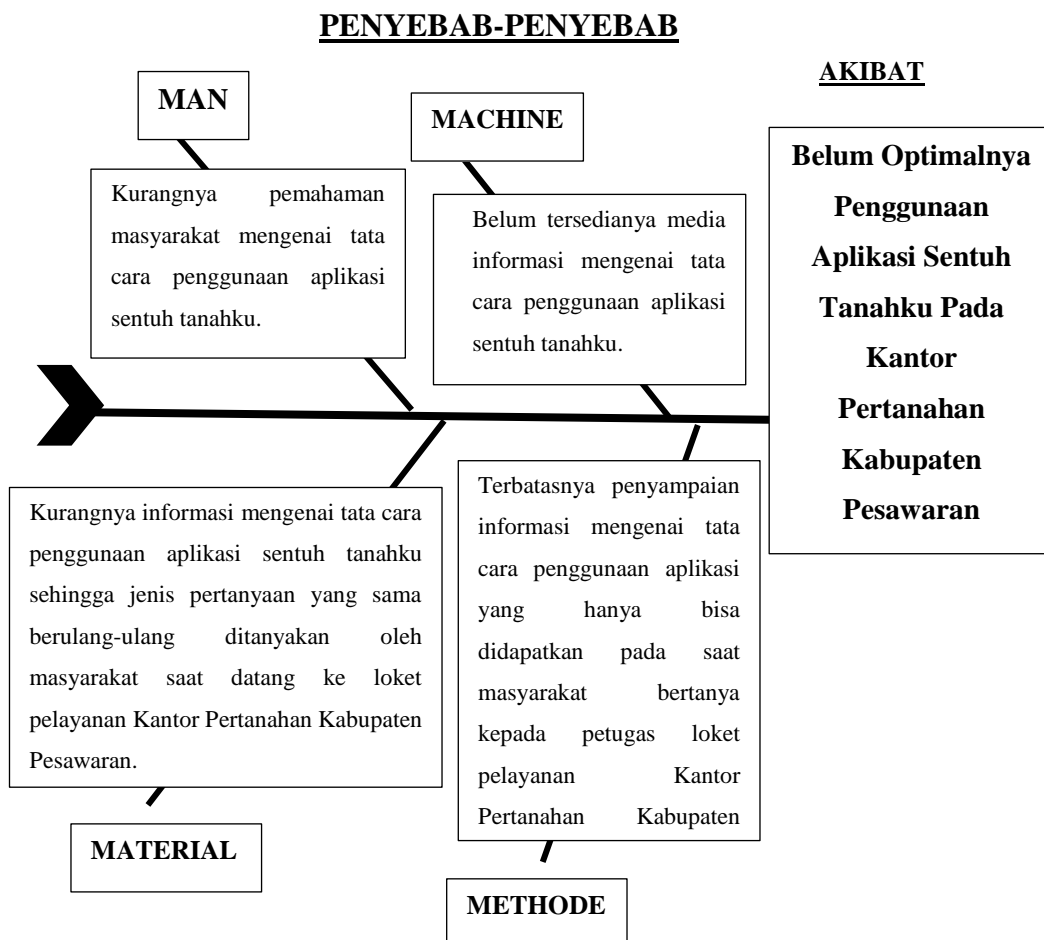 PENYEBAB-PENYEBAB
AKIBAT
MAN
MACHINE
Kurangnya pemahaman
masyarakat mengenai tata
cara penggunaan aplikasi
sentuh tanahku.
Belum tersedianya media
informasi mengenai tata
cara penggunaan aplikasi
sentuh tanahku.
Belum Optimalnya
Penggunaan
Aplikasi Sentuh
Tanahku Pada
Kantor
Pertanahan
Kabupaten
Pesawaran
Kurangnya informasi mengenai tata cara
penggunaan aplikasi sentuh tanahku
sehingga jenis pertanyaan yang sama
berulang-ulang ditanyakan oleh
masyarakat saat datang ke loket
pelayanan Kantor Pertanahan Kabupaten
Pesawaran.
Terbatasnya penyampaian
informasi mengenai tata
cara penggunaan aplikasi
yang hanya bisa
didapatkan pada saat
masyarakat bertanya
kepada petugas loket
pelayanan Kantor
Pertanahan Kabupaten
MATERIAL
METHODE